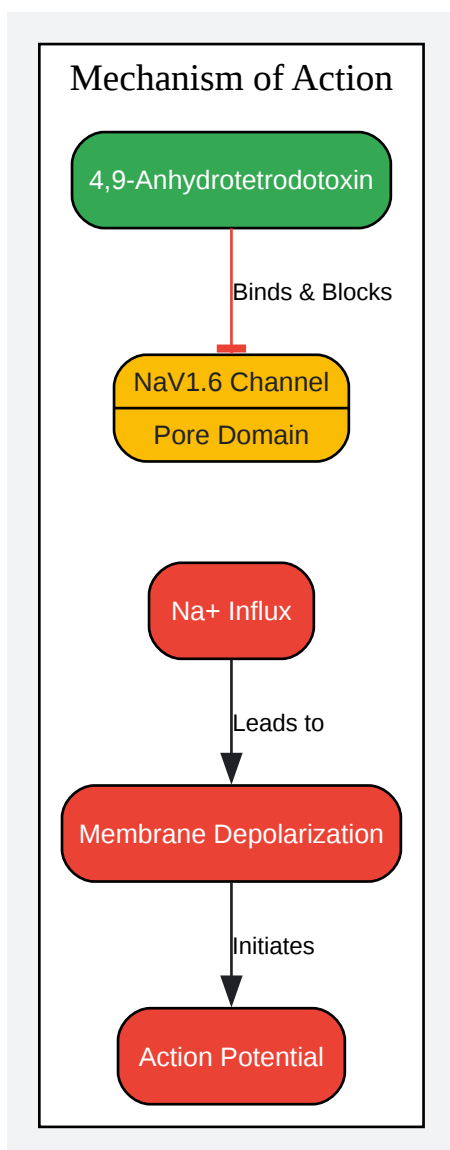 Mechanism of Action
4,9-Anhydrotetrodotoxin
Binds & Blocks
NaV1.6 Channel
Pore Domain
Na+ Influx
Leads to
Membrane Depolarization
Initiates
Action Potential